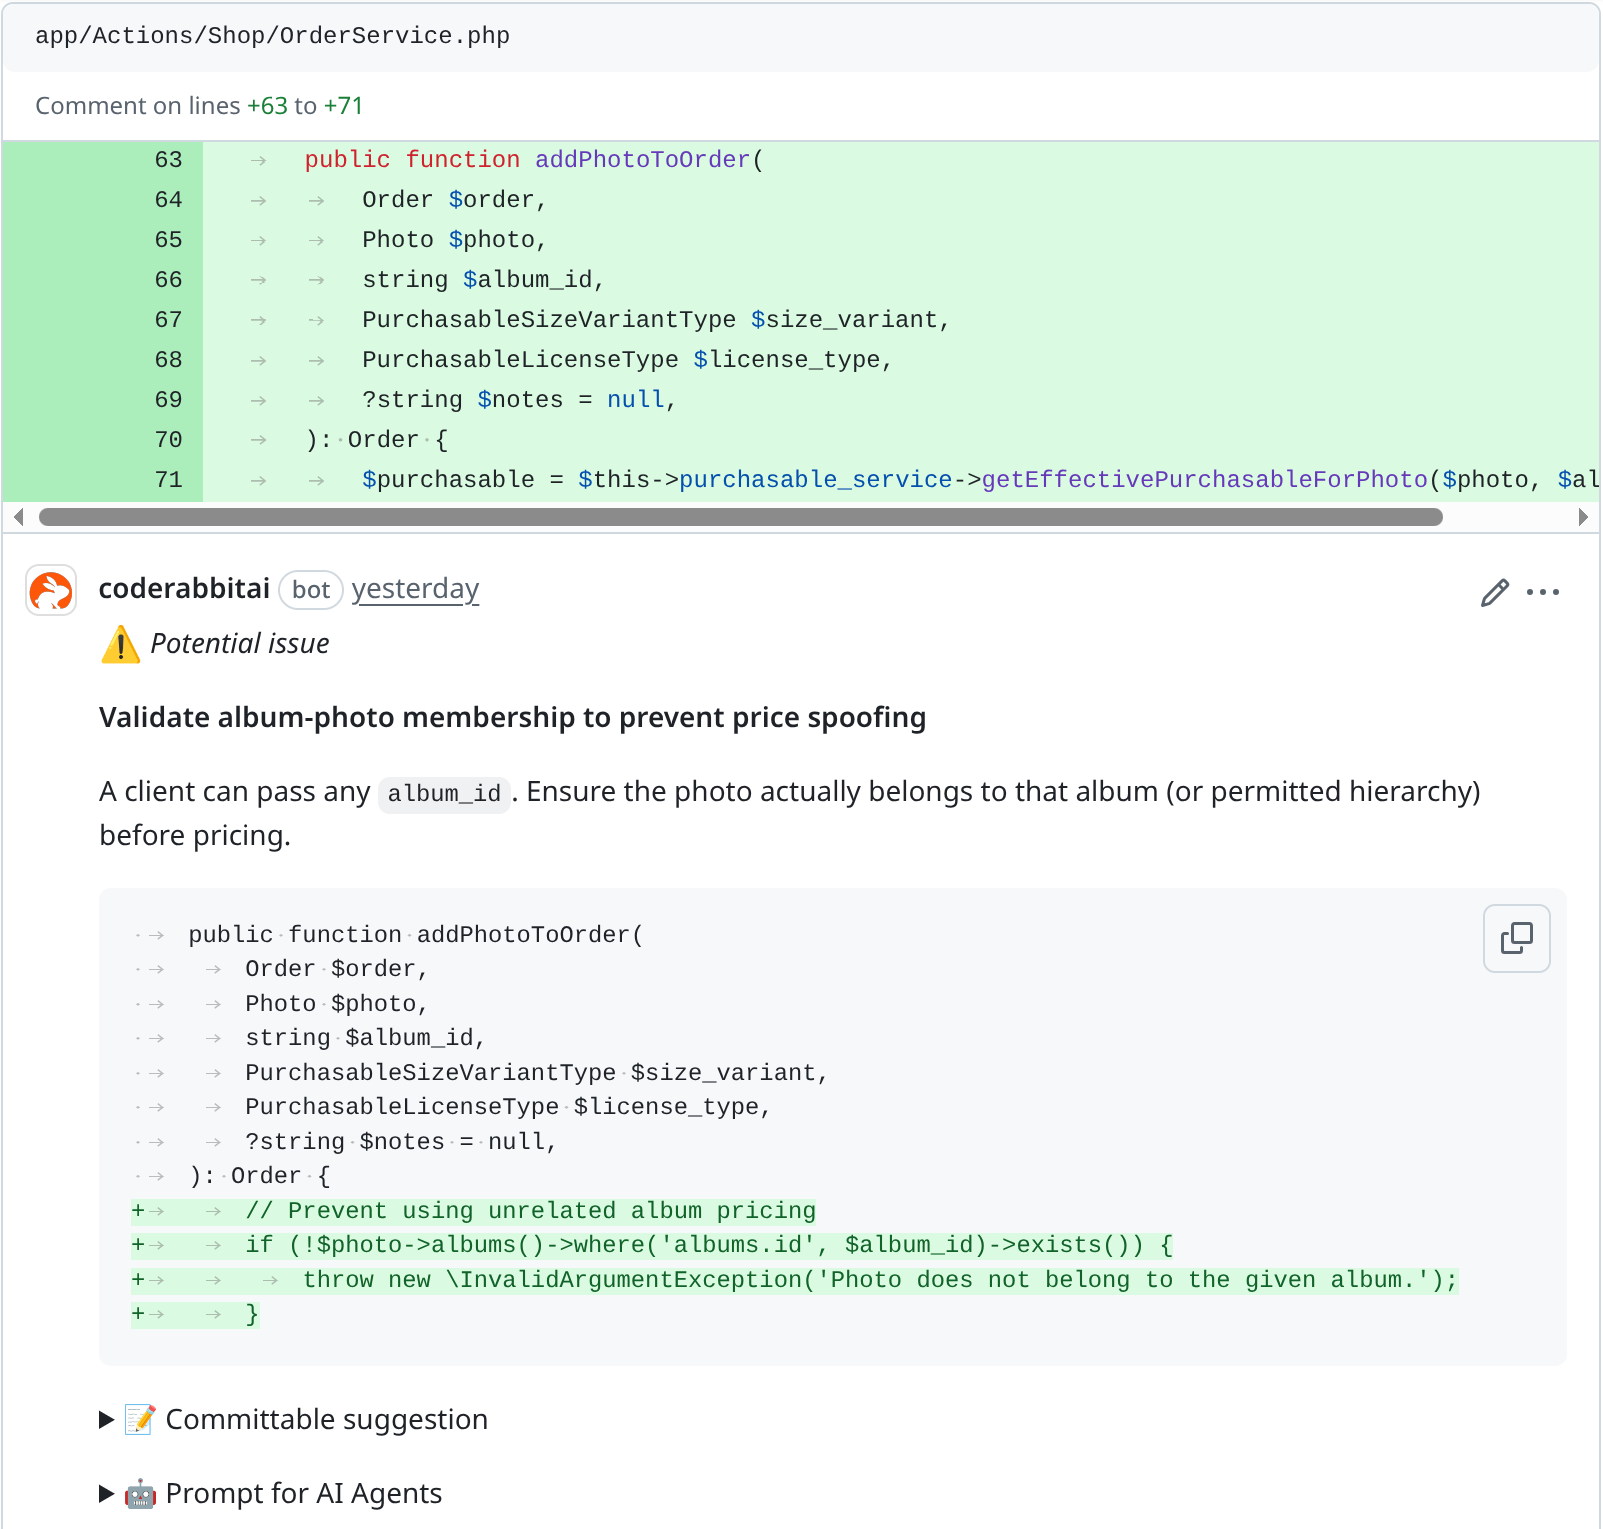 app/Actions/Shop/OrderService.php
Comment on lines +63 to +71
63 → public function addPhotoToOrder(
64 → → Order $order,
65 → → Photo $photo,
66 → → string $album_id,
67 → → PurchasableSizeVariantType $size_variant,
68 → → PurchasableLicenseType $license_type,
69 → → ?string $notes = null,
70 → ):·Order·{
71 → → $purchasable = $this->purchasable_service->getEffectivePurchasableForPhoto($photo, $al
coderabbitai bot yesterday
⚠️ Potential issue
Validate album-photo membership to prevent price spoofing
A client can pass any album_id. Ensure the photo actually belongs to that album (or permitted hierarchy)
before pricing.
·→ public·function·addPhotoToOrder(
·→ → Order·$order,
·→ → Photo·$photo,
·→ → string·$album_id,
·→ → PurchasableSizeVariantType·$size_variant,
·→ → PurchasableLicenseType·$license_type,
·→ → ?string·$notes·=·null,
·→ ):·Order·{
+→ → // Prevent using unrelated album pricing
+→ → if (!$photo->albums()->where('albums.id', $album_id)->exists()) {
+→ → → throw new \InvalidArgumentException('Photo does not belong to the given album.');
+→ → }
▶ 📝 Committable suggestion
▶ 🤖 Prompt for AI Agents